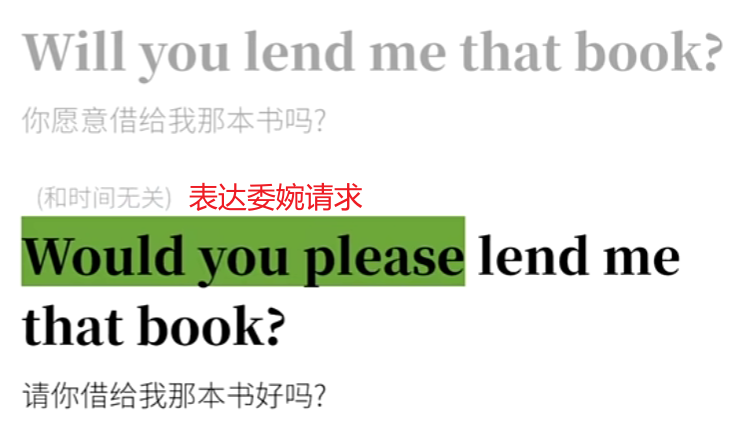 Will you lend me that book?
你愿意借给我那本书吗?
(和时间无关) 表达委婉请求
Would you please lend me
that book?
请你借给我那本书好吗?